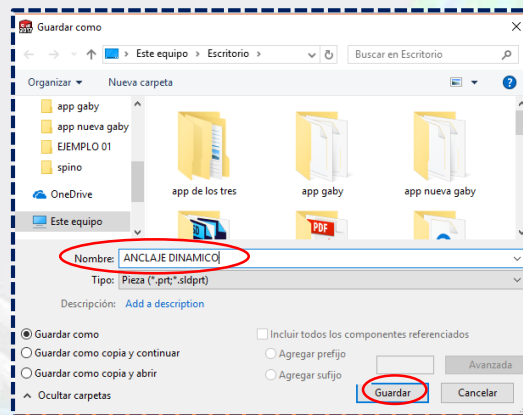 Guardar como
Este equipo > Escritorio >
Buscar en Escritorio
Organizar
Nueva carpeta
app gaby
app nueva gaby
EJEMPLO 01
spino
OneDrive
Este equipo
app de los tres
app gaby
app nueva gaby
PDF
Nombre: ANCLAJE DINAMICO
Tipo: Pieza (*.prt;*.sldprt)
Descripción: Add a description
Guardar como
Guardar como copia y continuar
Guardar como copia y abrir
Incluir todos los componentes referenciados
Agregar prefijo
Agregar sufijo
Avanzada
Ocultar carpetas
Guardar
Cancelar